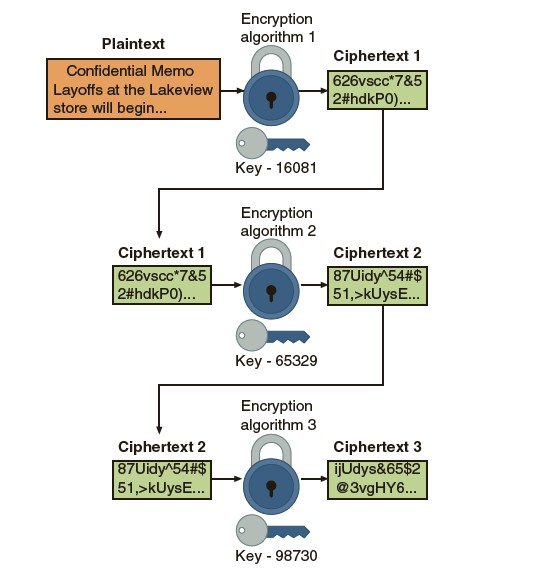 Encryption
algorithm 1
Plaintext
Ciphertext 1
Confidential Memo
Layoffs at the Lakeview
store will begin...
626vscc*7&5
2#hdkP0)...
Key - 16081
Encryption
algorithm 2
Ciphertext 1
Ciphertext 2
626vscc*7&5
2#hdkP0)...
87Uidy^54#$
51,>kUysE...
Key - 65329
Encryption
algorithm 3
Ciphertext 2
Ciphertext 3
87Uidy^54#$
51,>kUysE...
ijUdys&65$2
@3vgHY6...
Key - 98730